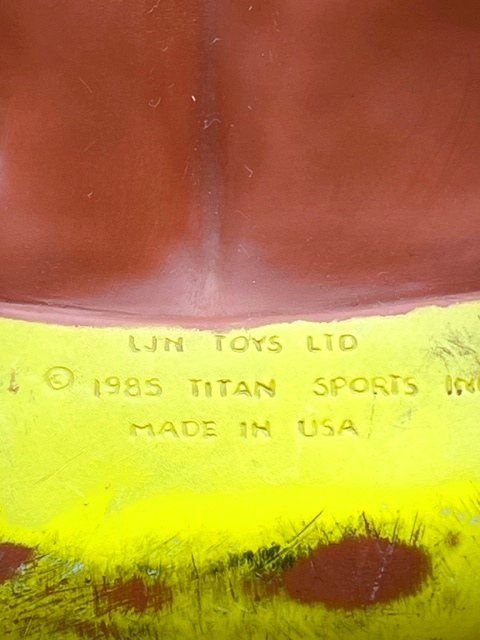 LJN TOYS LTD
© 1985 TITAN SPORTS IN
MADE IN USA